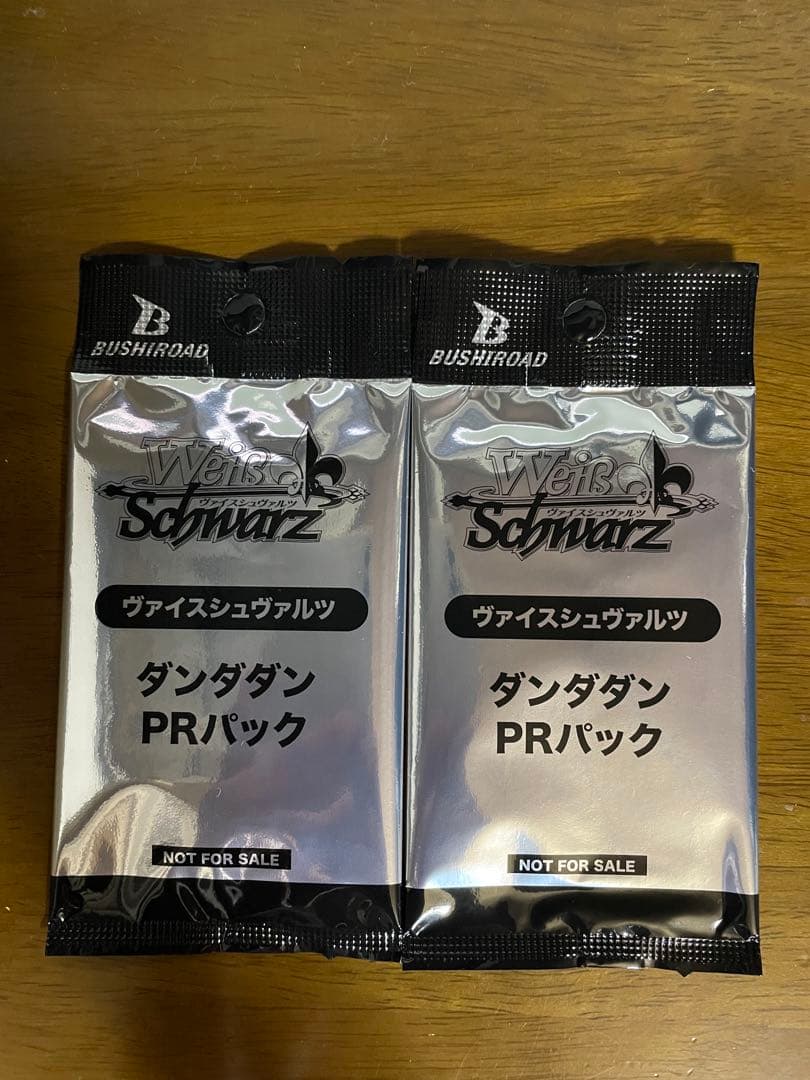 BUSHIROAD
Weiß
ヴァイスシュヴァルツ
Schwarz
ヴァイスシュヴァルツ
ダンダダン
PRパック
NOT FOR SALE
BUSHIROAD
Weiß
ヴァイスシュヴァルツ
Schwarz
ヴァイスシュヴァルツ
ダンダダン
PRパック
NOT FOR SALE